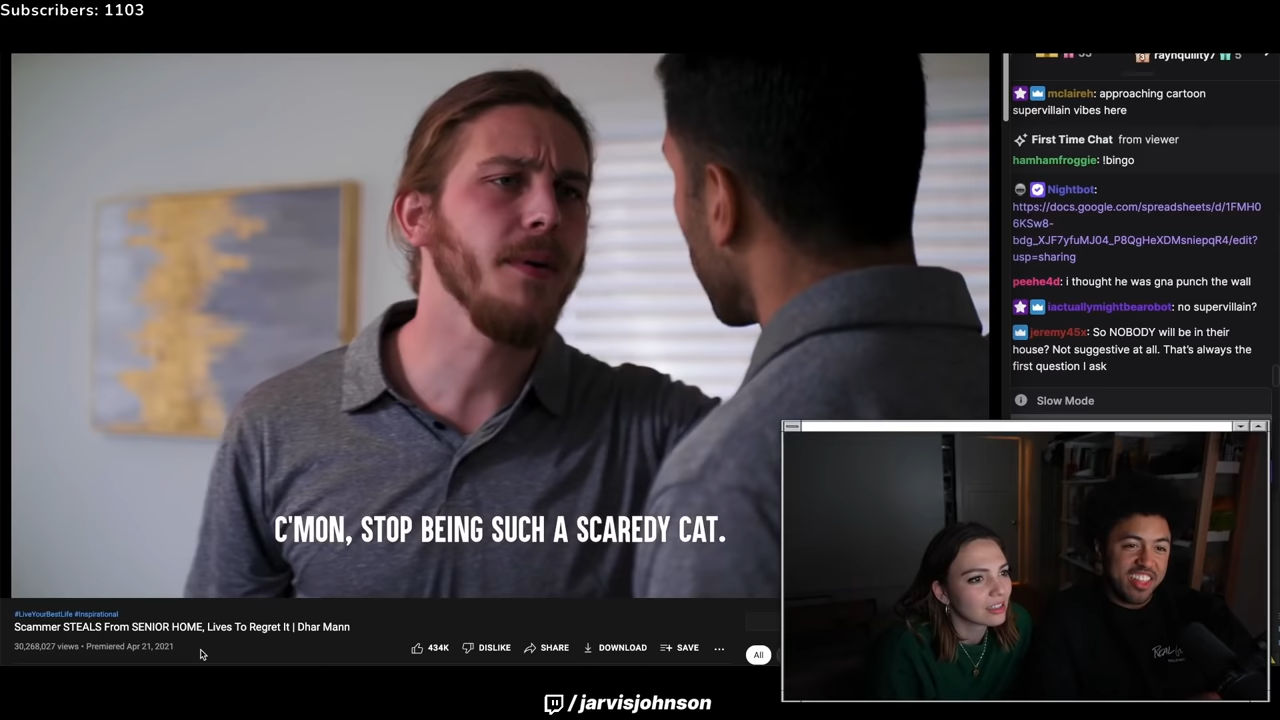 Subscribers: 1103
raynquility7 5
mclaireh: approaching cartoon
supervillain vibes here
First Time Chat from viewer
hamhamfroggie: !bingo
Nightbot:
https://docs.google.com/spreadsheets/d/1FMH0
6KSw8-
bdg_XJF7yfuMJ04_P8QgHeXDMsniepqR4/edit?
usp=sharing
peehe4d: i thought he was gna punch the wall
iactuallymightbearobot: no supervillain?
jeremy45x: So NOBODY will be in their
house? Not suggestive at all. That's always the
first question I ask
Slow Mode
C'MON, STOP BEING SUCH A SCAREDY CAT.
#LiveYourBestLife #Inspirational
Scammer STEALS From SENIOR HOME, Lives To Regret It | Dhar Mann
30,268,027 views • Premiered Apr 21, 2021
434K DISLIKE SHARE DOWNLOAD SAVE ...
All
/jarvisjohnson